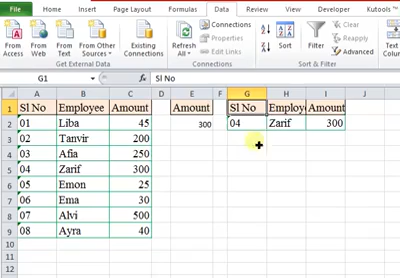 File Home Insert Page Layout Formulas Data Review View Developer Kutools
From Access From Web From Text From Other Sources Existing Connections Refresh All Connections Properties Edit Links Sort Filter Clear Reapply Advanced Text to Columns
Get External Data Connections Sort & Filter
G1 fx Sl No
A B C D E F G H I J K
1 Sl No Employee Amount Amount Sl No Employ Amount
2 01 Liba 45 300 04 Zarif 300
3 02 Tanvir 200
4 03 Afia 250
5 04 Zarif 300
6 05 Emon 25
7 06 Ema 30
8 07 Alvi 500
9 08 Ayra 40
10
11
12